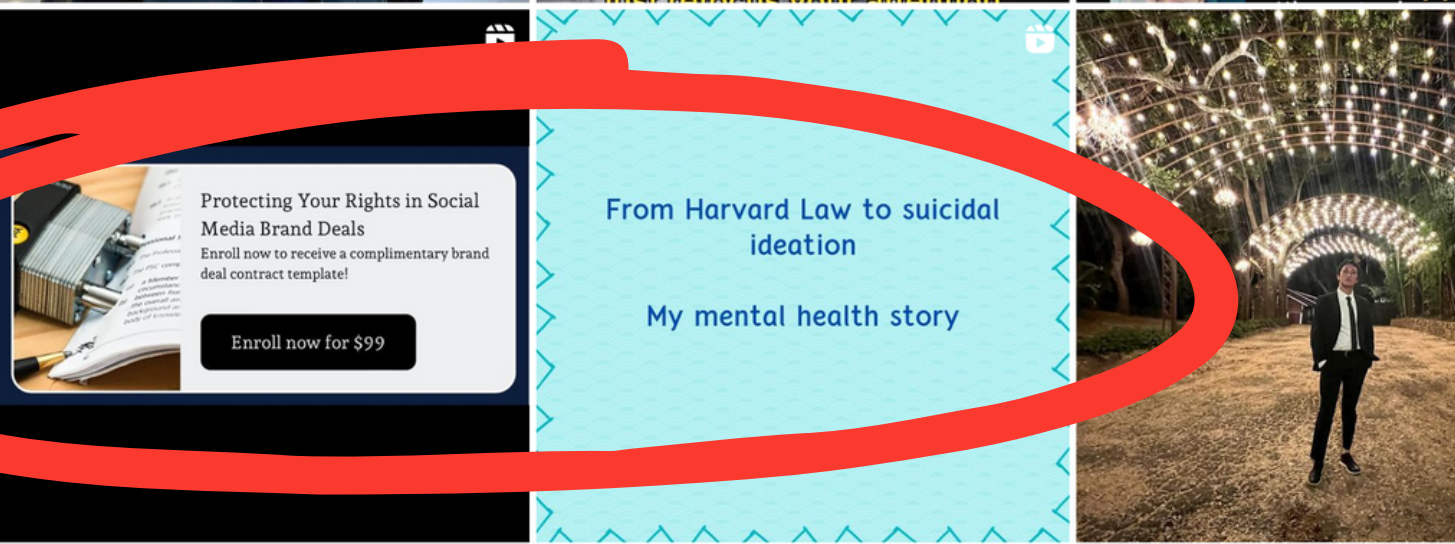 Protecting Your Rights in Social
Media Brand Deals
Enroll now to receive a complimentary brand
deal contract template!
Enroll now for $99
From Harvard Law to suicidal
ideation
My mental health story